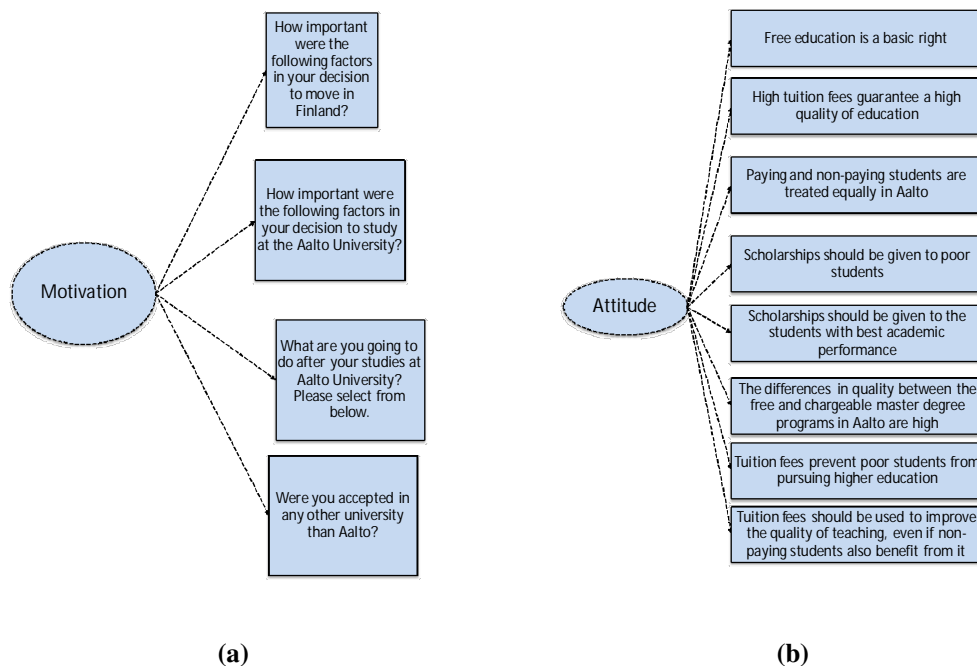 How important
were the
following factors
in your decision
to move in
Finland?
How important were
the following factors in
your decision to study
at the Aalto University?
Motivation
What are you going to
do after your studies at
Aalto University?
Please select from
below.
Were you accepted in
any other university
than Aalto?
(a)
Free education is a basic right
High tuition fees guarantee a high
quality of education
Paying and non-paying students are
treated equally in Aalto
Scholarships should be given to poor
students
Attitude
Scholarships should be given to the
students with best academic
performance
The differences in quality between the
free and chargeable master degree
programs in Aalto are high
Tuition fees prevent poor students from
pursuing higher education
Tuition fees should be used to improve
the quality of teaching, even if non-
paying students also benefit from it
(b)